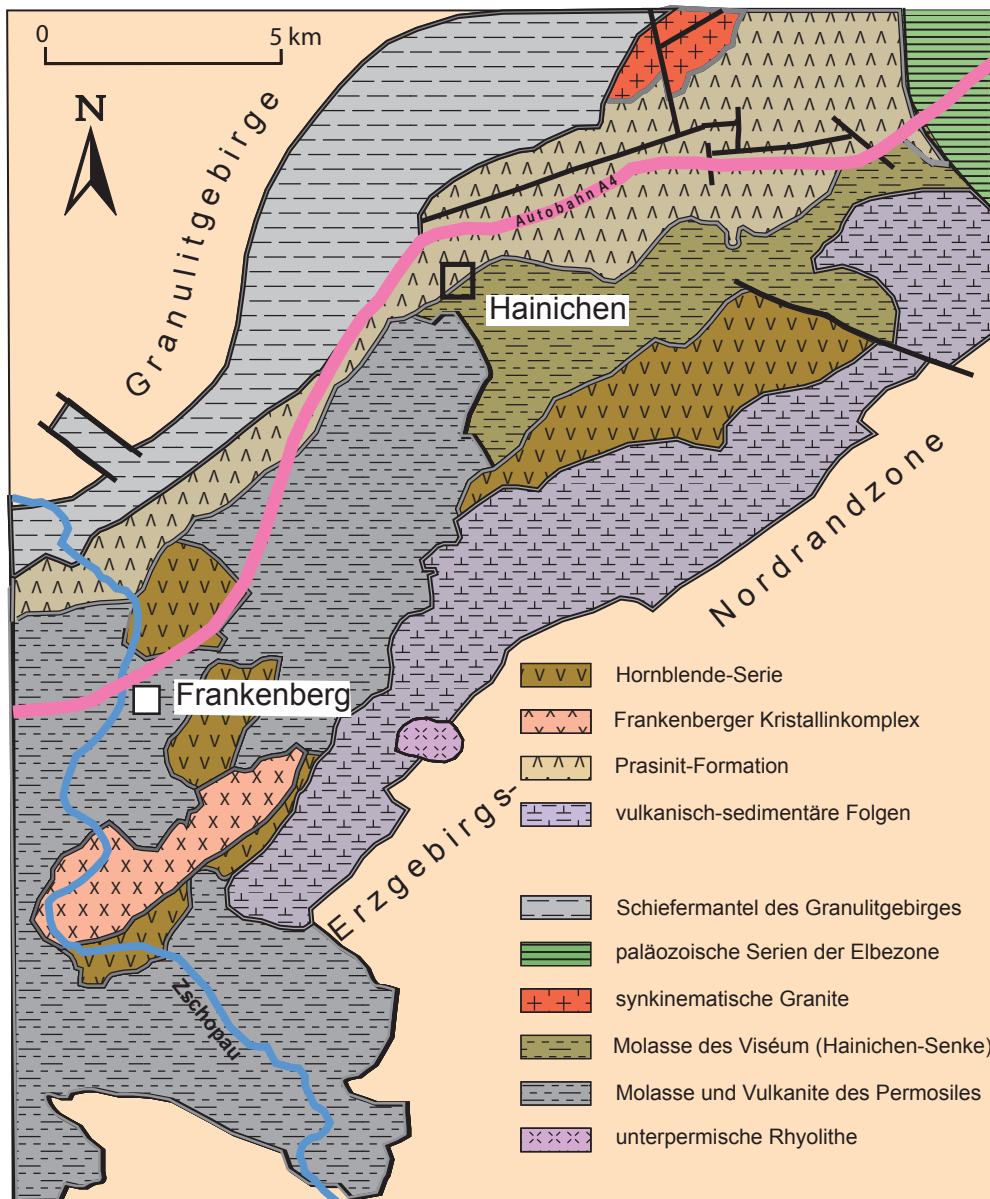 0 5 km
N
Granulitgebirge
Autobahn A4
Hainichen
Frankenberg
Erzgebirgs-
Nordrandzone
Zschopau
Hornblende-Serie
Frankenberger Kristallinkomplex
Prasinit-Formation
vulkanisch-sedimentäre Folgen
Schiefermantel des Granulitgebirges
paläozoische Serien der Elbezone
synkinematische Granite
Molasse des Viséum (Hainichen-Senke)
Molasse und Vulkanite des Permosiles
unterpermische Rhyolithe